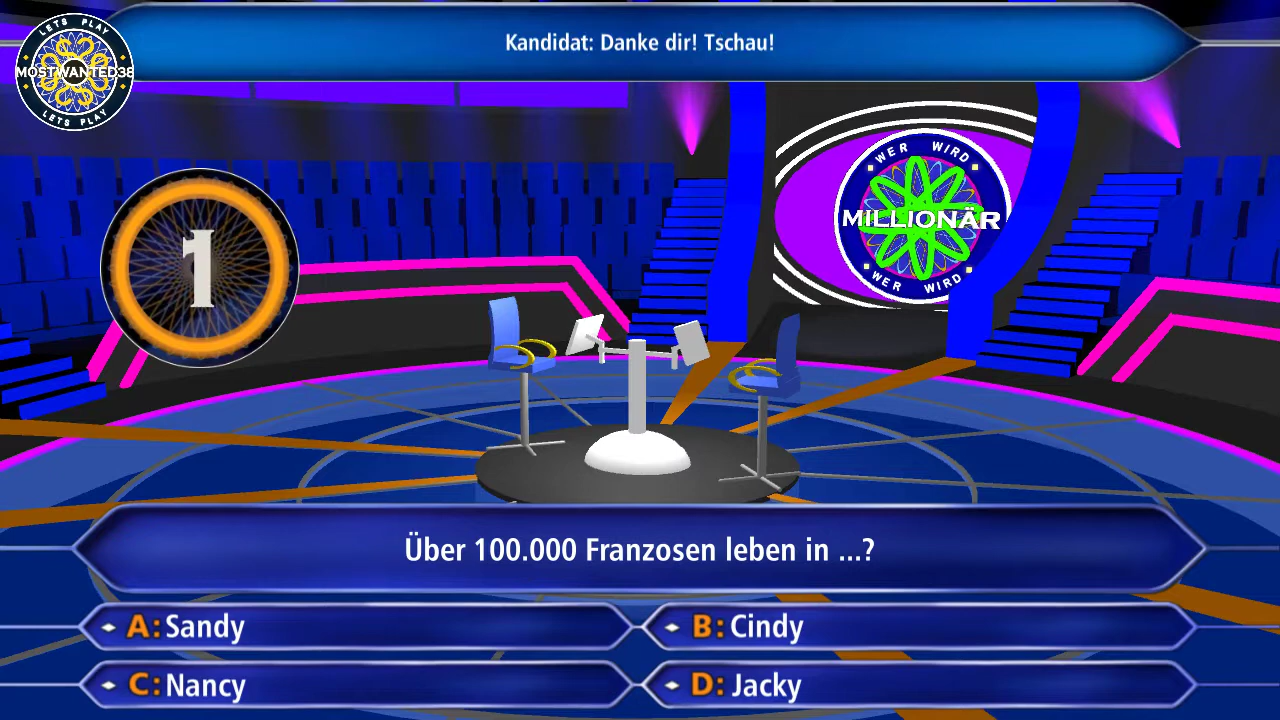 LETS PLAY
MOSTWANTED38
LETS PLAY
Kandidat: Danke dir! Tschau!
WER WIRD
MILLIONÄR
WER WIRD
1
Über 100.000 Franzosen leben in ...?
A: Sandy
B: Cindy
C: Nancy
D: Jacky